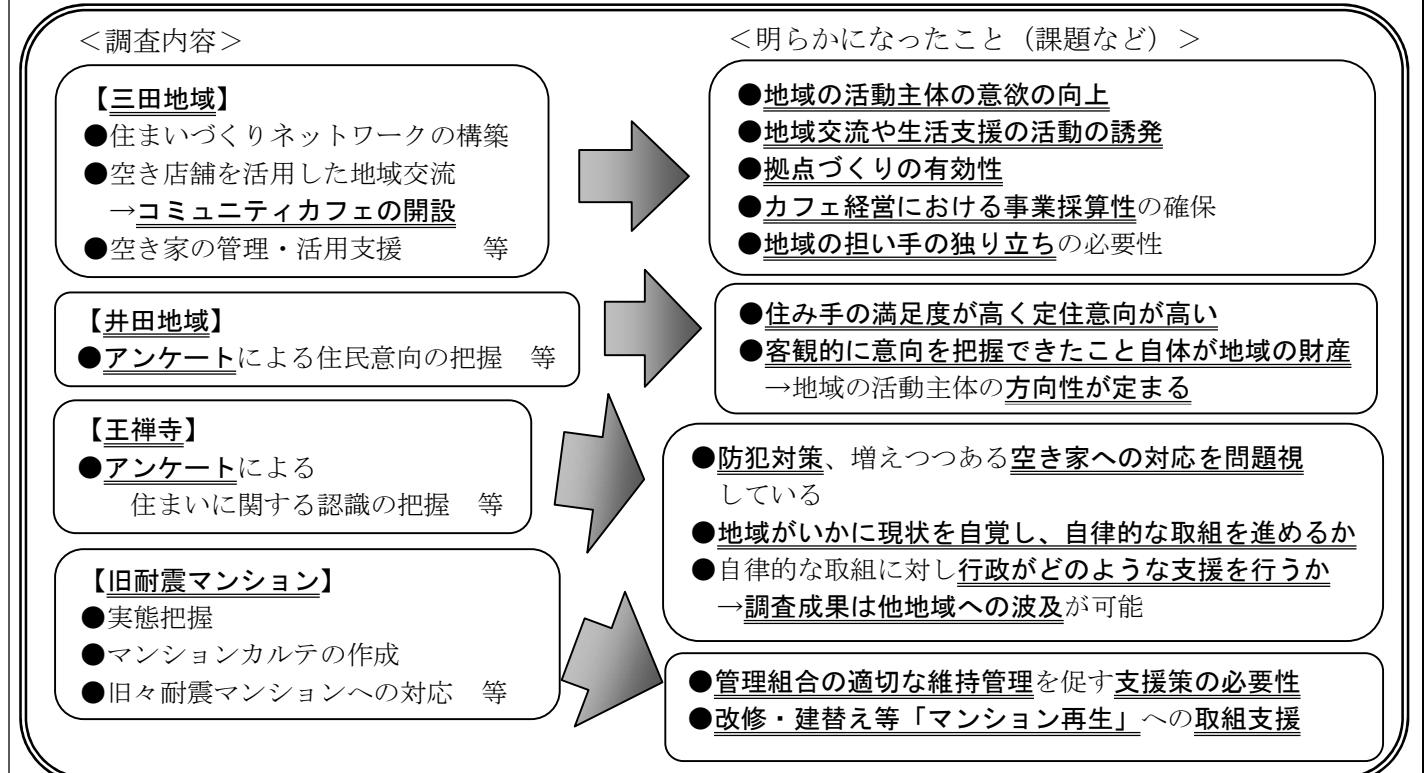 ＜調査内容＞
＜明らかになったこと（課題など）＞
【三田地域】
●住まいづくりネットワークの構築
●空き店舗を活用した地域交流
→コミュニティカフェの開設
●空き家の管理・活用支援　　　等
●地域の活動主体の意欲の向上
●地域交流や生活支援の活動の誘発
●拠点づくりの有効性
●カフェ経営における事業採算性の確保
●地域の担い手の独り立ちの必要性
【井田地域】
●アンケートによる住民意向の把握　等
●住み手の満足度が高く定住意向が高い
●客観的に意向を把握できたこと自体が地域の財産
→地域の活動主体の方向性が定まる
【王禅寺】
●アンケートによる
住まいに関する認識の把握　等
●防犯対策、増えつつある空き家への対応を問題視
している
●地域がいかに現状を自覚し、自律的な取組を進めるか
●自律的な取組に対し行政がどのような支援を行うか
→調査成果は他地域への波及が可能
【旧耐震マンション】
●実態把握
●マンションカルテの作成
●旧々耐震マンションへの対応　等
●管理組合の適切な維持管理を促す支援策の必要性
●改修・建替え等「マンション再生」への取組支援